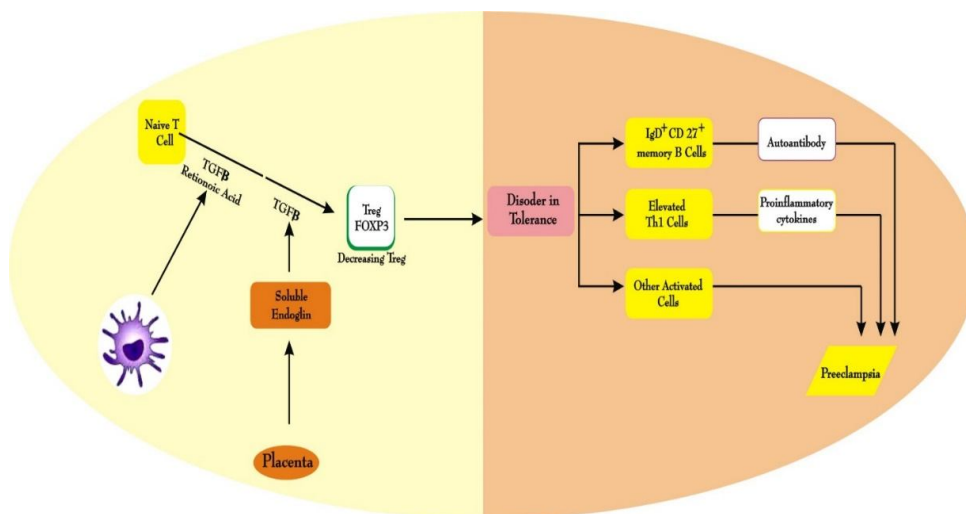 Naive T
Cell
TGFB
Retionoic Acid
TGFB
Treg
FOXP3
Decreasing Treg
Soluble
Endoglin
Placenta
Disoder in
Tolerance
IgD+ CD 27+
memory B Cells
Autoantibody
Elevated
Th1 Cells
Proinflammatory
cytokines
Other Activated
Cells
Preeclampsia